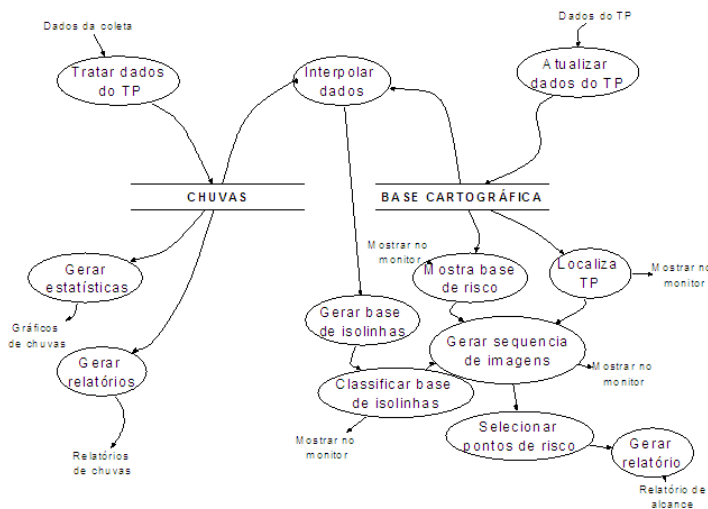 Dados da coleta
Dados do TP
Tratar dados
do TP
Interpolar
dados
Atualizar
dados do TP
CHUVAS
BASE CARTOGRÁFICA
Mostrar no
monitor
Gerar
estatísticas
Mostra base
de risco
Localiza
TP
Mostrar no
monitor
Gráficos
de chuvas
Gerar base
de isolinhas
Gerar sequencia
de imagens
Gerar
relatórios
Mostrar no
monitor
Classificar base
de isolinhas
Mostrar no
monitor
Selecionar
pontos de risco
Gerar
relatório
Relatórios
de chuvas
Relatório de
alcance